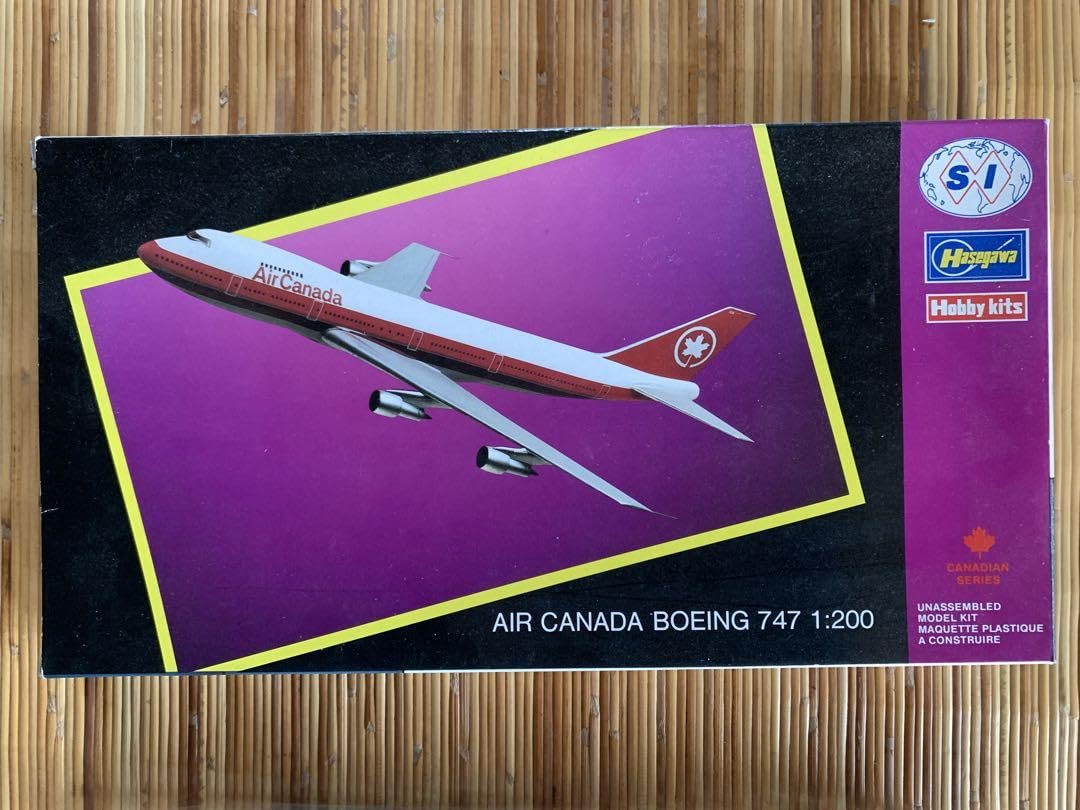 Air Canada
AIR CANADA BOEING 747 1:200
SI
Hasegawa
Hobby kits
CANADIAN
SERIES
UNASSEMBLED
MODEL KIT
MAQUETTE PLASTIQUE
A CONSTRUIRE